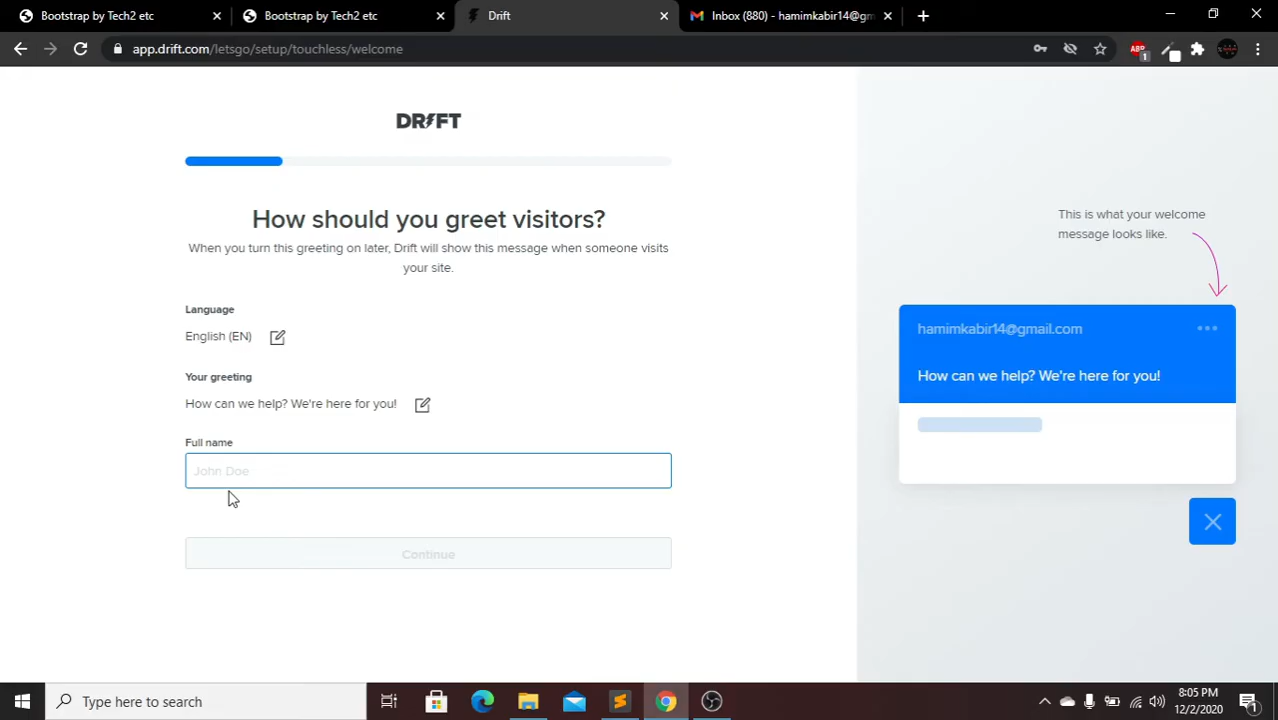 Bootstrap by Tech2 etc
Bootstrap by Tech2 etc
Drift
Inbox (880) - hamimkabir14@gm
app.drift.com/letsgo/setup/touchless/welcome
ABP
1
DRIFT
How should you greet visitors?
When you turn this greeting on later, Drift will show this message when someone visits
your site.
Language
English (EN)
Your greeting
How can we help? We're here for you!
Full name
John Doe
Continue
This is what your welcome
message looks like.
hamimkabir14@gmail.com
How can we help? We're here for you!
Type here to search
8:05 PM
12/2/2020
1